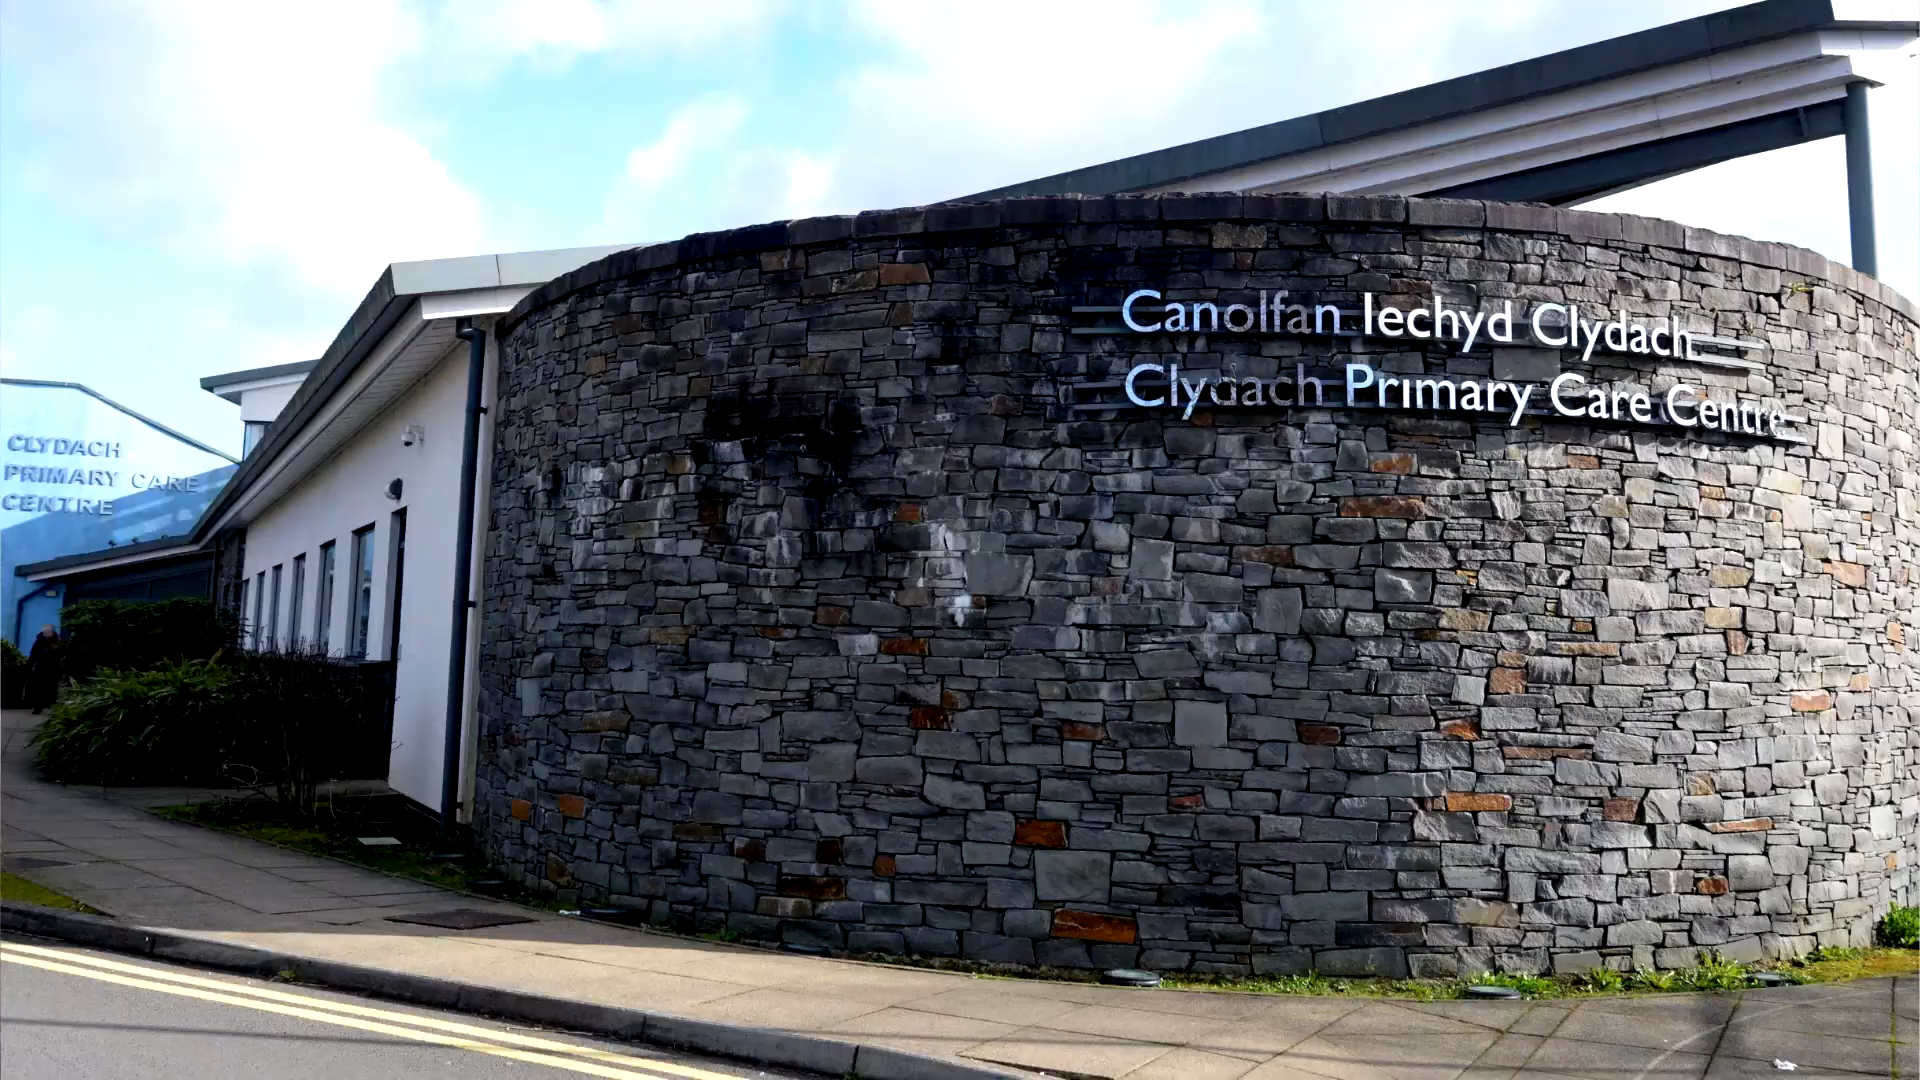 Canolfan Iechyd Clydach
Clydach Primary Care Centre
CLYDACH
PRIMARY CARE
CENTRE